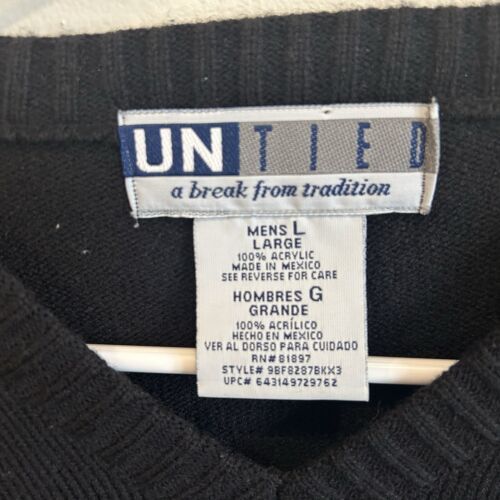 UNTIED
a break from tradition
MENS L
LARGE
100% ACRYLIC
MADE IN MEXICO
SEE REVERSE FOR CARE
HOMBRES G
GRANDE
100% ACRÍLICO
HECHO EN MEXICO
VER AL DORSO PARA CUIDADO
RN# 81897
STYLE# 9BF8287BKX3
UPC# 643149729762